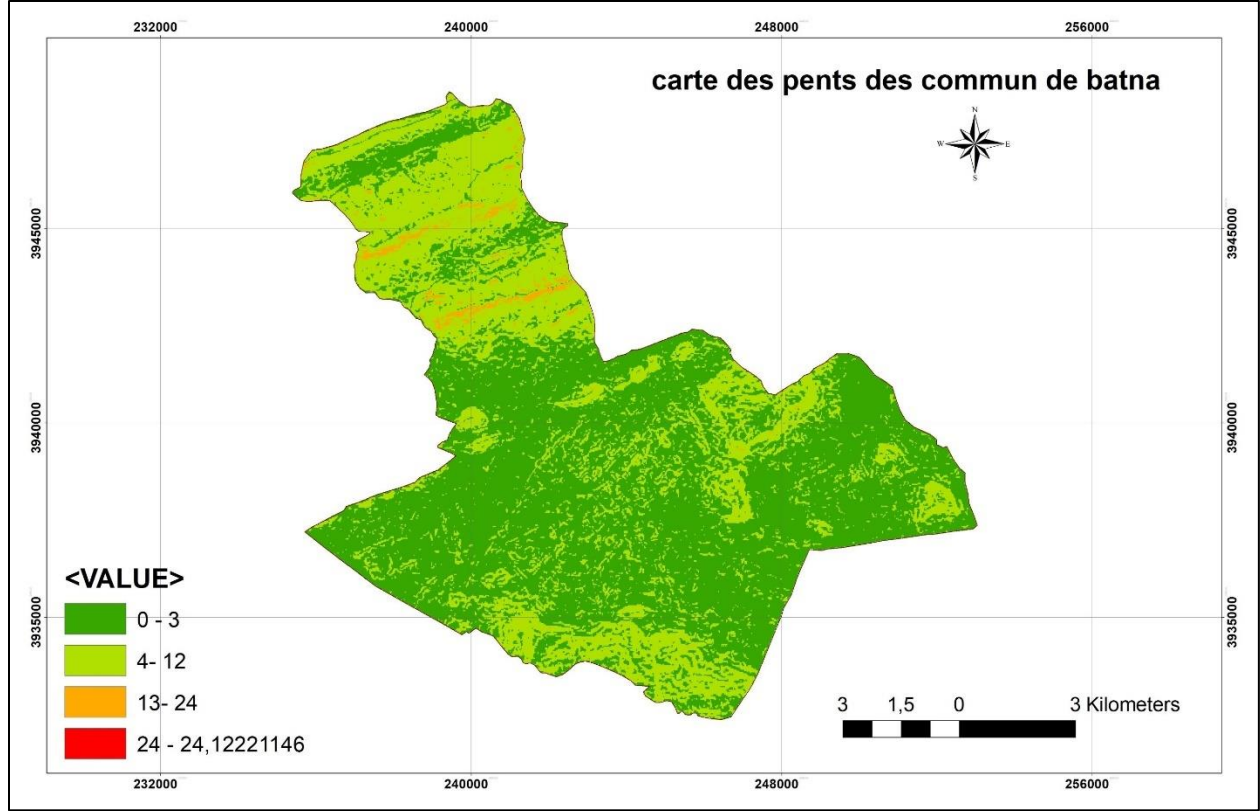 232000 240000 248000 256000
carte des pents des commun de batna
N
W E
S
3945000 3945000
3940000 3940000
3935000 3935000
<VALUE>
0 - 3
4- 12
13- 24
24 - 24,12221146
3 1,5 0 3 Kilometers
232000 240000 248000 256000